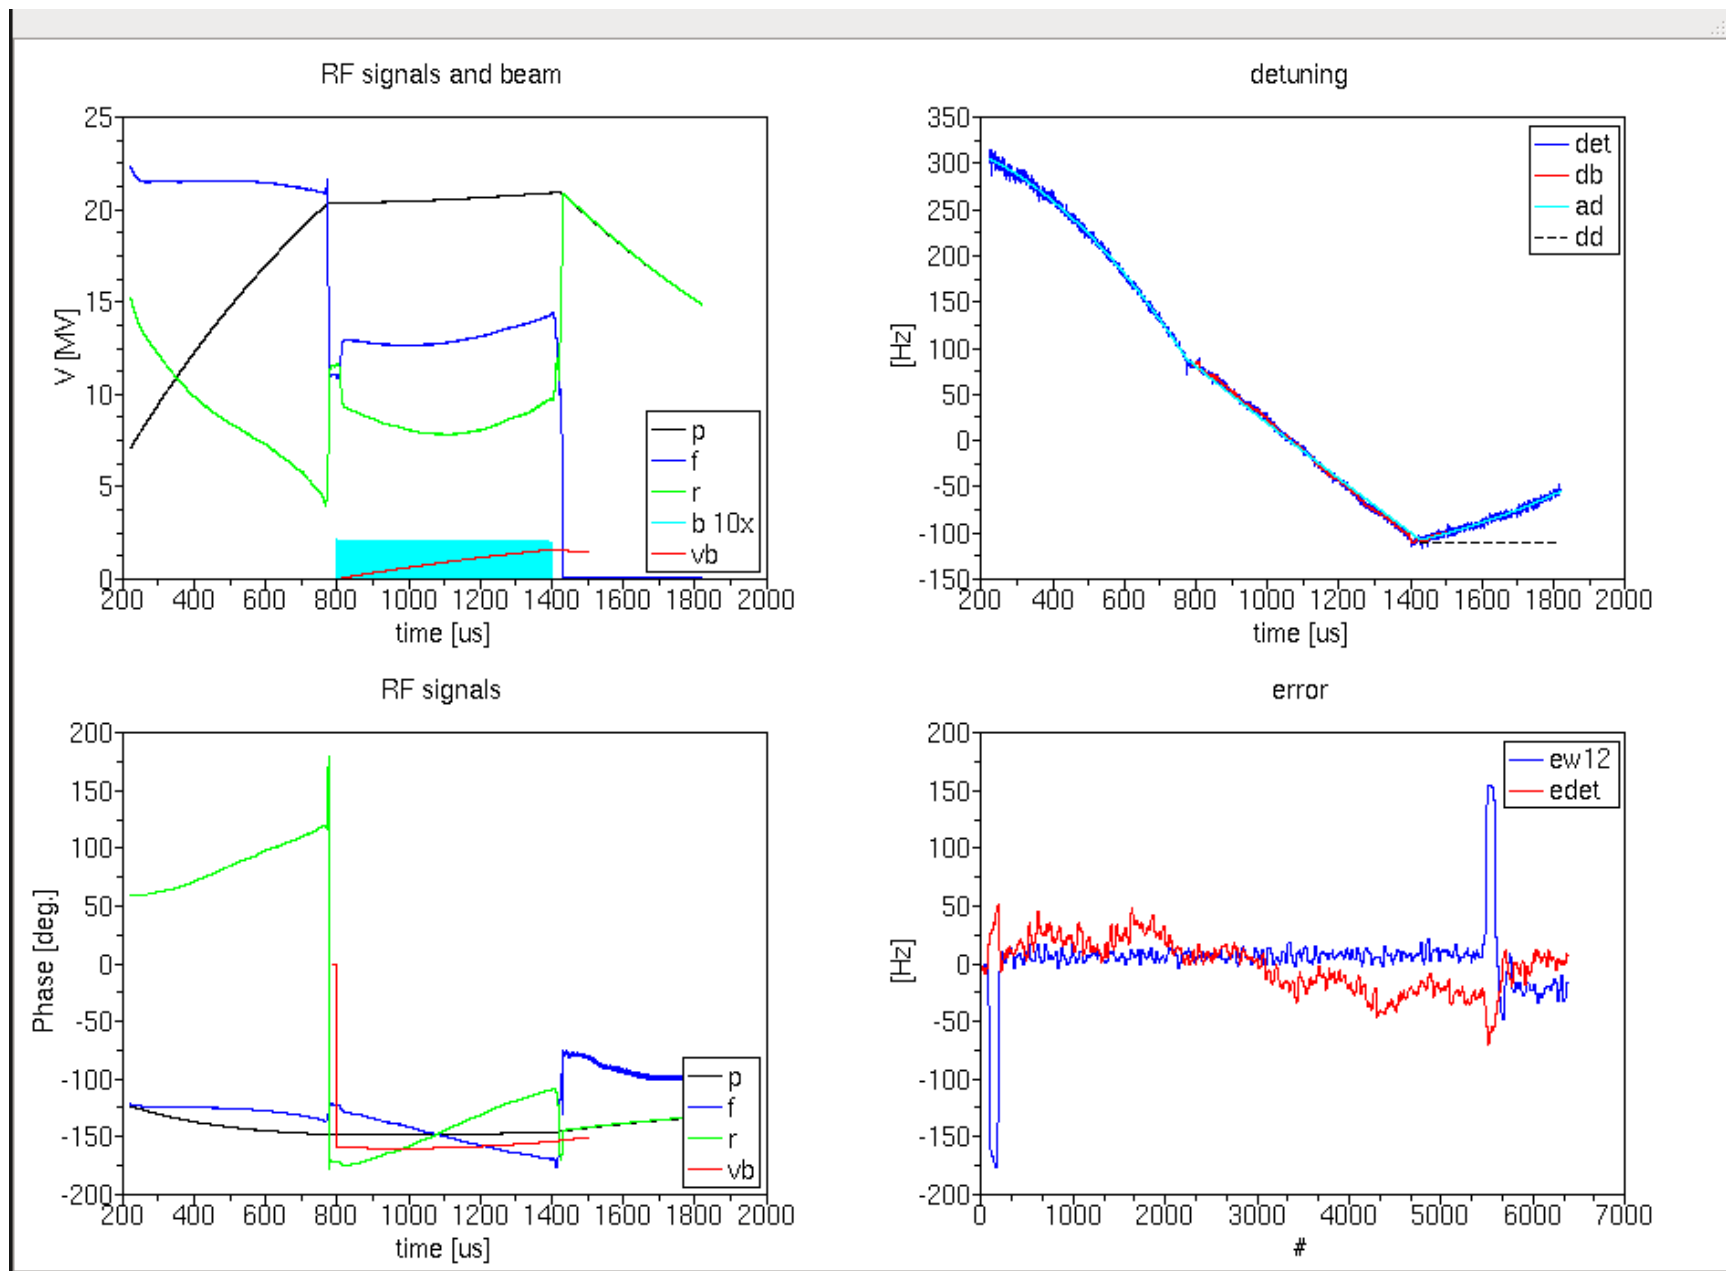 RF signals and beam
25
20
15
10
5
0
V [MV]
200 400 600 800 1000 1200 1400 1600 1800 2000
time [us]
p
f
r
b 10x
vb
detuning
350
300
250
200
150
100
50
0
-50
-100
-150
[Hz]
200 400 600 800 1000 1200 1400 1600 1800 2000
time [us]
det
db
ad
dd
RF signals
200
150
100
50
0
-50
-100
-150
-200
Phase [deg.]
200 400 600 800 1000 1200 1400 1600 1800 2000
time [us]
p
f
r
vb
error
200
150
100
50
0
-50
-100
-150
-200
[Hz]
0 1000 2000 3000 4000 5000 6000 7000
#
ew12
edet